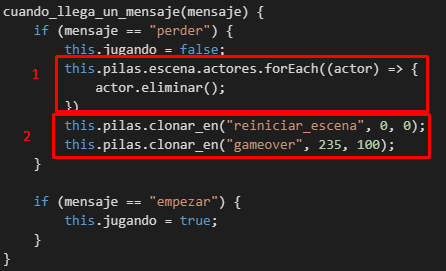 cuando_llega_un_mensaje(mensaje) {
if (mensaje == "perder") {
this.jugando = false;
1
this.pilas.escena.actores.forEach((actor) => {
actor.eliminar();
})
2
this.pilas.clonar_en("reiniciar_escena", 0, 0);
this.pilas.clonar_en("gameover", 235, 100);
}
if (mensaje == "empezar") {
this.jugando = true;
}
}